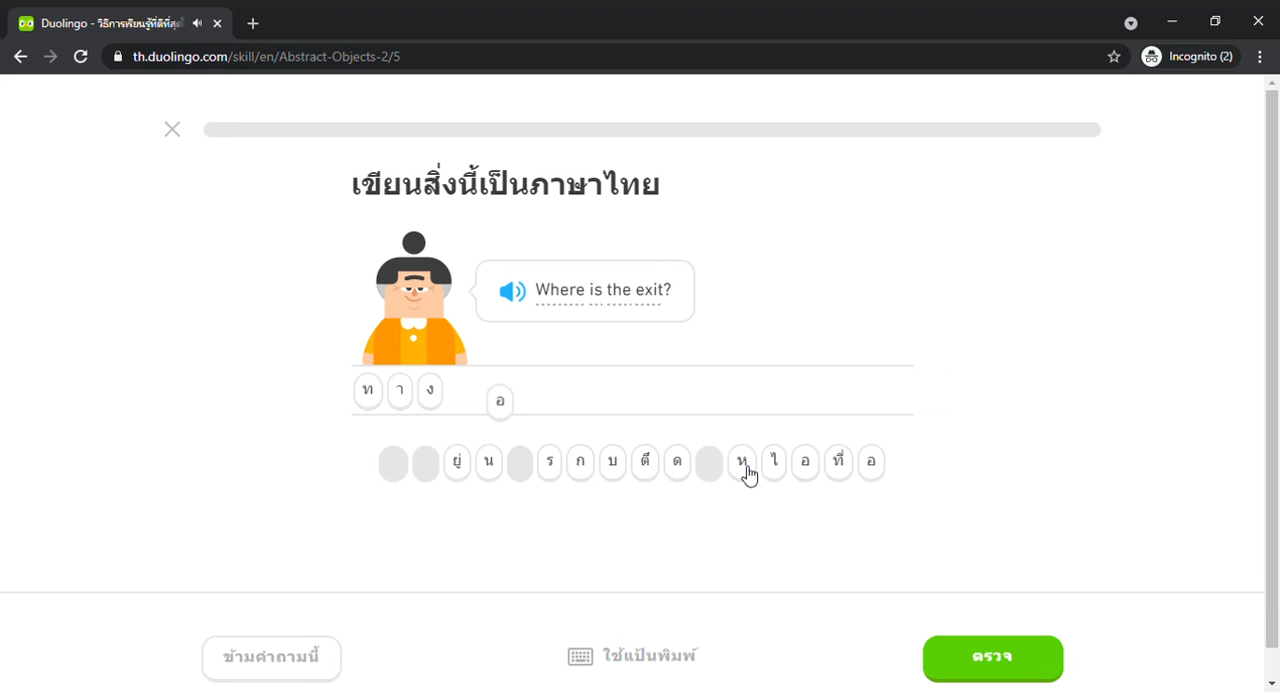 Duolingo - วิธีการเรียนรู้ที่ดีที่สุด
th.duolingo.com/skill/en/Abstract-Objects-2/5
Incognito (2)
เขียนสิ่งนี้เป็นภาษาไทย
Where is the exit?
ท า ง อ
ยู่ น ร ก บ ตึ ด ห ไ อ ที่ อ
ข้ามคำถามนี้
ใช้แป้นพิมพ์
ตรวจ